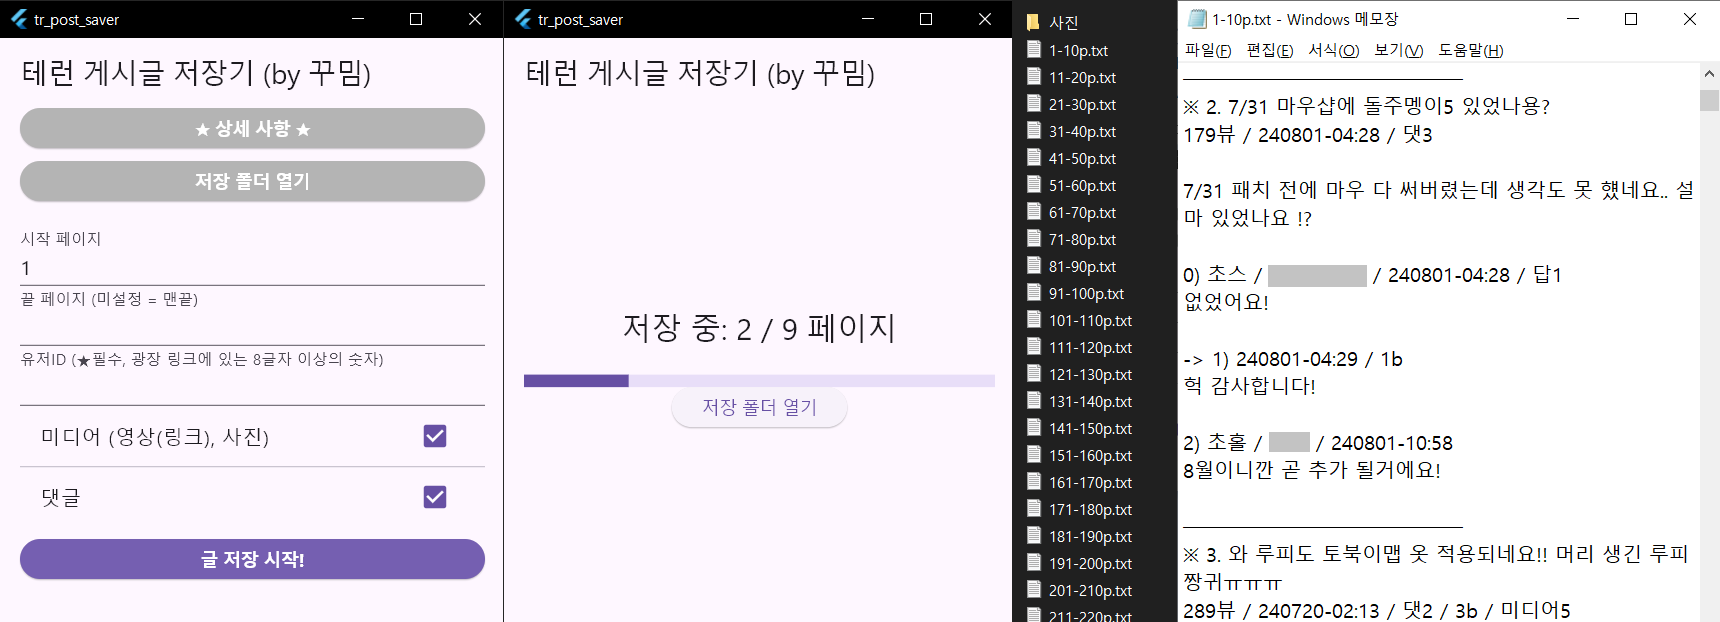 tr_post_saver
테런 게시글 저장기 (by 꾸밈)
★ 상세 사항 ★
저장 폴더 열기
시작 페이지
1
끝 페이지 (미설정 = 맨끝)
유저ID (★필수, 광장 링크에 있는 8글자 이상의 숫자)
미디어 (영상(링크), 사진)
댓글
글 저장 시작!
tr_post_saver
테런 게시글 저장기 (by 꾸밈)
저장 중: 2 / 9 페이지
저장 폴더 열기
사진
1-10p.txt
11-20p.txt
21-30p.txt
31-40p.txt
41-50p.txt
51-60p.txt
61-70p.txt
71-80p.txt
81-90p.txt
91-100p.txt
101-110p.txt
111-120p.txt
121-130p.txt
131-140p.txt
141-150p.txt
151-160p.txt
161-170p.txt
171-180p.txt
181-190p.txt
191-200p.txt
201-210p.txt
211-220p.txt
1-10p.txt - Windows 메모장
파일(F) 편집(E) 서식(O) 보기(V) 도움말(H)
※ 2. 7/31 마우샵에 돌주멩이5 있었나용?
179뷰 / 240801-04:28 / 댓3
7/31 패치 전에 마우 다 써버렸는데 생각도 못 헀네요.. 설
마 있었나요 !?
0) 초스 / / 240801-04:28 / 답1
없었어요!
-> 1) 240801-04:29 / 1b
헉 감사합니다!
2) 초홀 / / 240801-10:58
8월이니깐 곧 추가 될거에요!
※ 3. 와 루피도 토북이맵 옷 적용되네요!! 머리 생긴 루피
짱귀ㅠㅠㅠ
289뷰 / 240720-02:13 / 댓2 / 3b / 미디어5